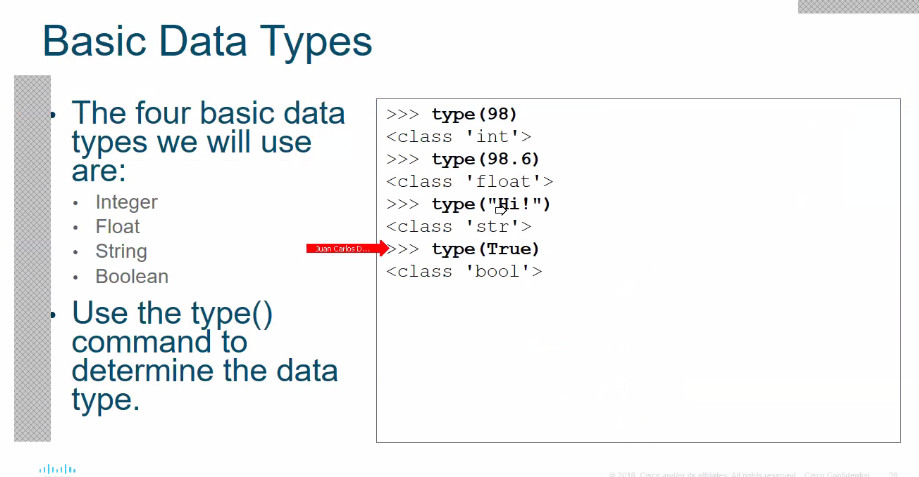 Basic Data Types
• The four basic data
types we will use
are:
• Integer
• Float
• String
• Boolean
• Use the type()
command to
determine the data
type.
>>> type(98)
<class 'int'>
>>> type(98.6)
<class 'float'>
>>> type("Hi!")
<class 'str'>
Juan Carlos D...
>>> type(True)
<class 'bool'>
Cisco and/or its affiliates. All rights reserved. Cisco Confidential